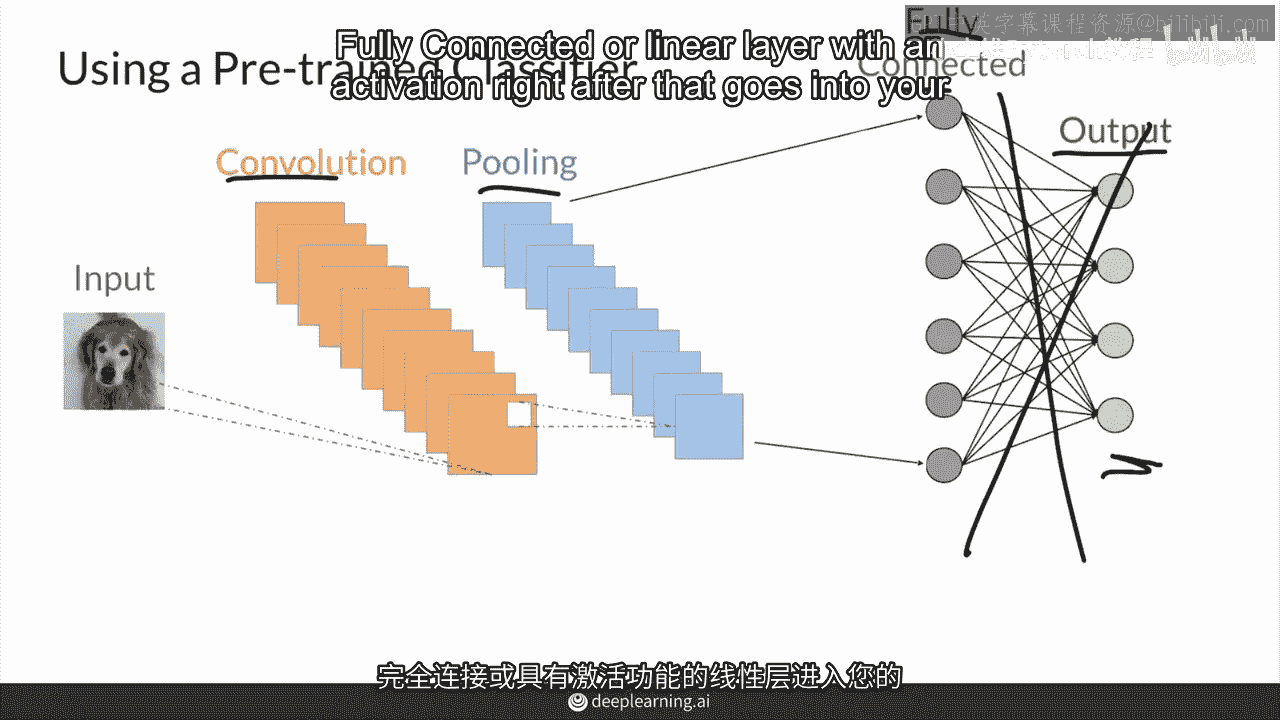 Fully Connected or linear layer with an
activation right after that goes into your
Using a Pre-trained Classifier
Fully
Connected
Output
Convolution
Pooling
Input
完全连接或具有激活功能的线性层进入您的
deeplearning.ai
bilibili